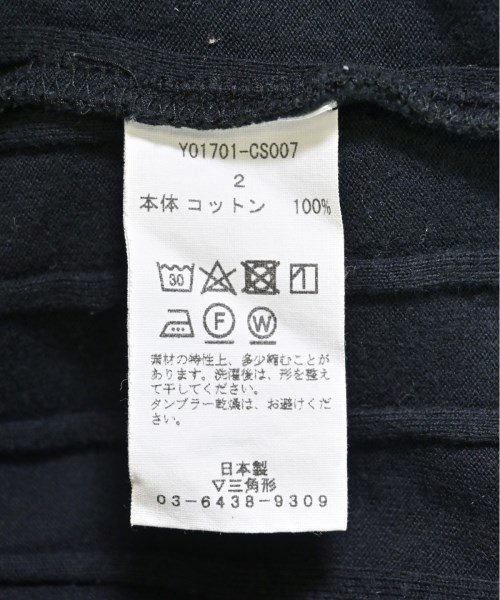 Y01701-CS007
2
本体 コットン 100%
30
1
F
W
素材の特性上、多少縮むことが
あります。洗濯後は、形を整え
て干してください。
タンブラー乾燥は、お避けくだ
さい。
日本製
▽三角形
03-6438-9309